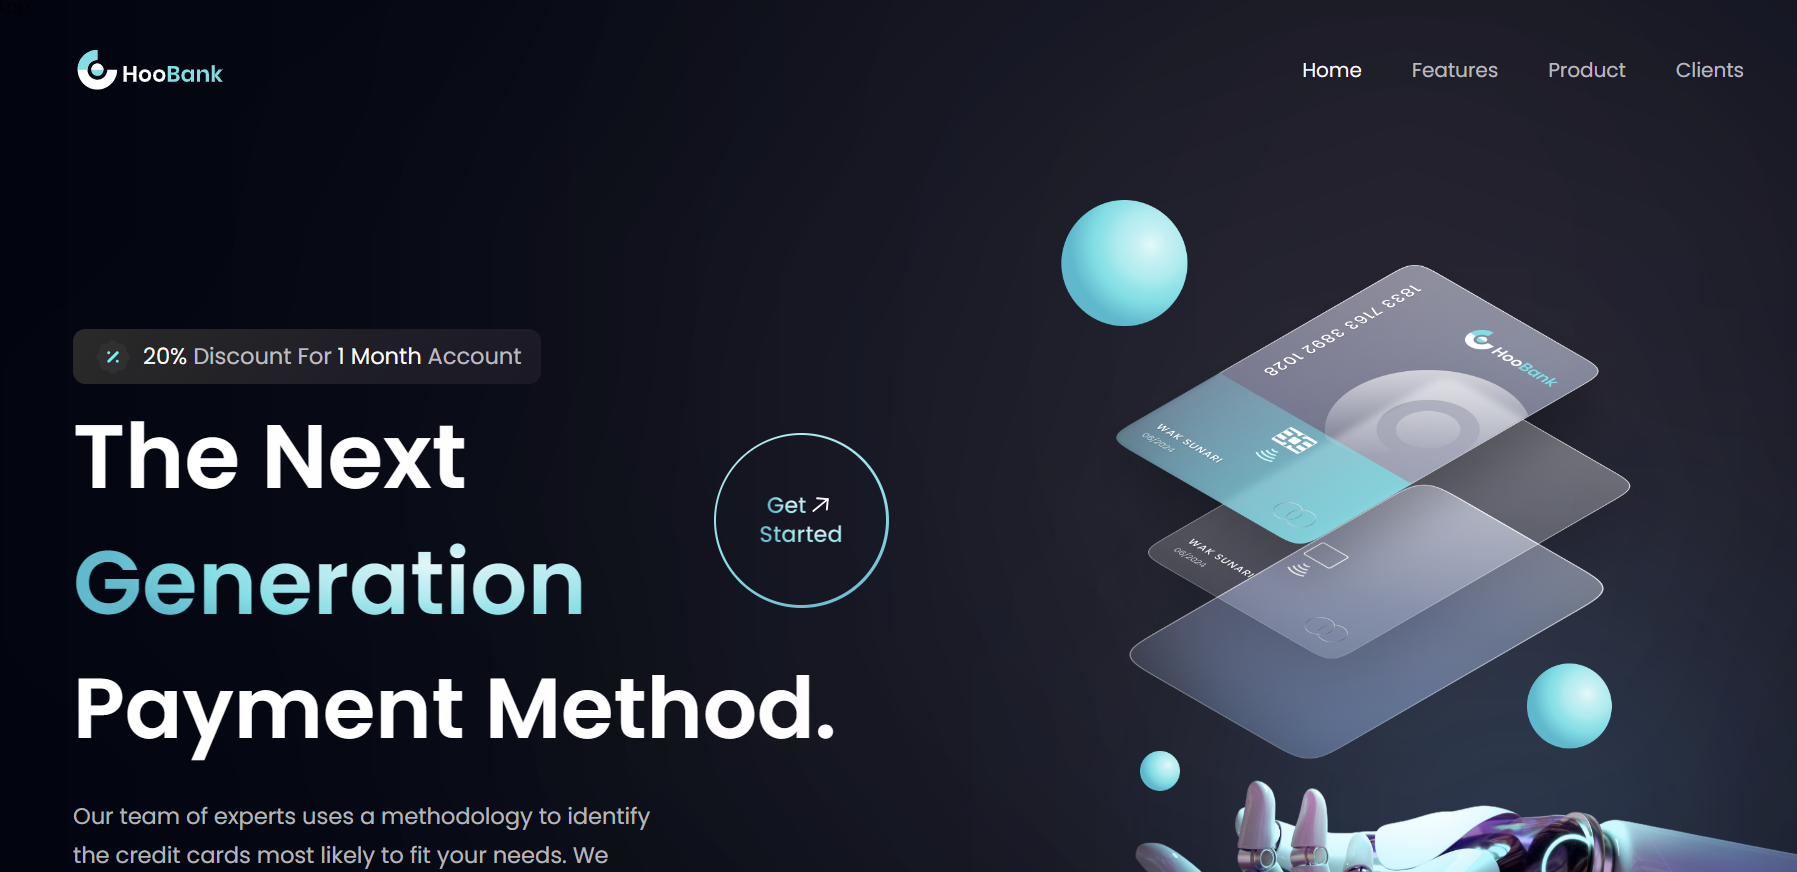 HooBank
Home Features Product Clients
20% Discount For 1 Month Account
The Next
Generation
Payment Method.
Get
Started
Our team of experts uses a methodology to identify
the credit cards most likely to fit your needs. We
1833 7163 3892 1028
HooBank
WAK SUNARI
08/2024
WAK SUNARI
08/2024